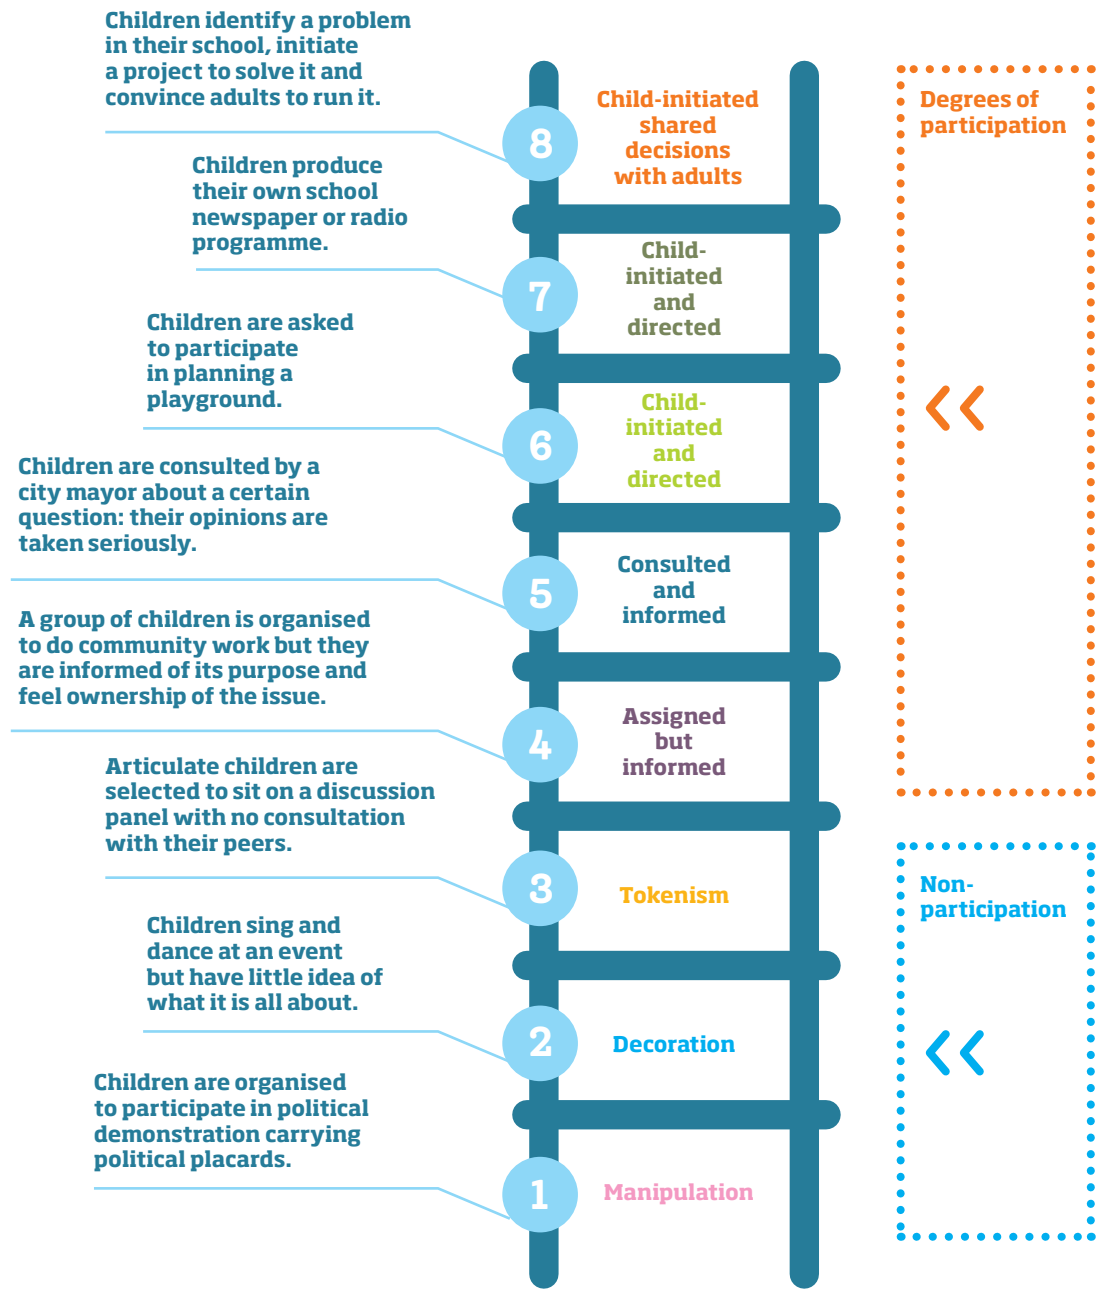 Children identify a problem
in their school, initiate
a project to solve it and
convince adults to run it.
8
Child-initiated
shared
decisions
with adults
Degrees of
participation
Children produce
their own school
newspaper or radio
programme.
7
Child-
initiated
and
directed
Children are asked
to participate
in planning a
playground.
6
Child-
initiated
and
directed
Children are consulted by a
city mayor about a certain
question: their opinions are
taken seriously.
5
Consulted
and
informed
A group of children is organised
to do community work but they
are informed of its purpose and
feel ownership of the issue.
4
Assigned
but
informed
Articulate children are
selected to sit on a discussion
panel with no consultation
with their peers.
3
Tokenism
Non-
participation
Children sing and
dance at an event
but have little idea of
what it is all about.
2
Decoration
Children are organised
to participate in political
demonstration carrying
political placards.
1
Manipulation